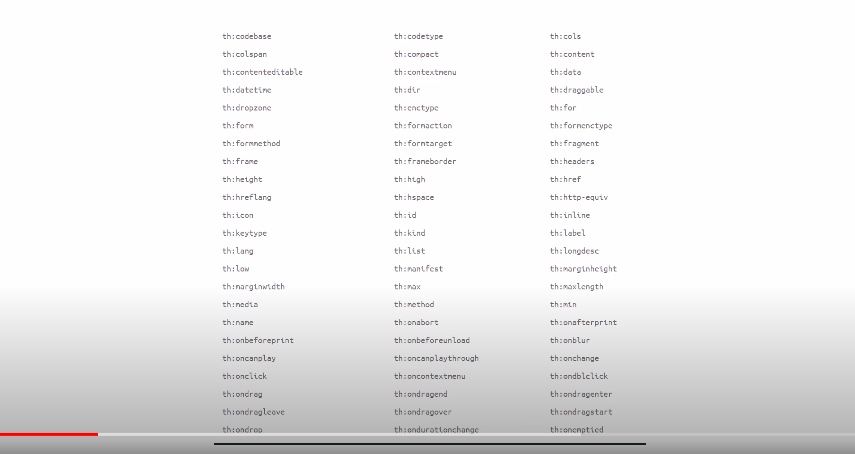 th:codebase th:codetype th:cols
th:colspan th:compact th:content
th:contenteditable th:contextmenu th:data
th:datetime th:dir th:draggable
th:dropzone th:enctype th:for
th:form th:formaction th:formenctype
th:formmethod th:formtarget th:fragment
th:frame th:frameborder th:headers
th:height th:high th:href
th:hreflang th:hspace th:http-equiv
th:icon th:id th:inline
th:keytype th:kind th:label
th:lang th:list th:longdesc
th:low th:manifest th:marginheight
th:marginwidth th:max th:maxlength
th:media th:method th:min
th:name th:onabort th:onafterprint
th:onbeforeprint th:onbeforeunload th:onblur
th:oncanplay th:oncanplaythrough th:onchange
th:onclick th:oncontextmenu th:ondblclick
th:ondrag th:ondragend th:ondragenter
th:ondragleave th:ondragover th:ondragstart
th:ondrop th:ondurationchange th:onemptied